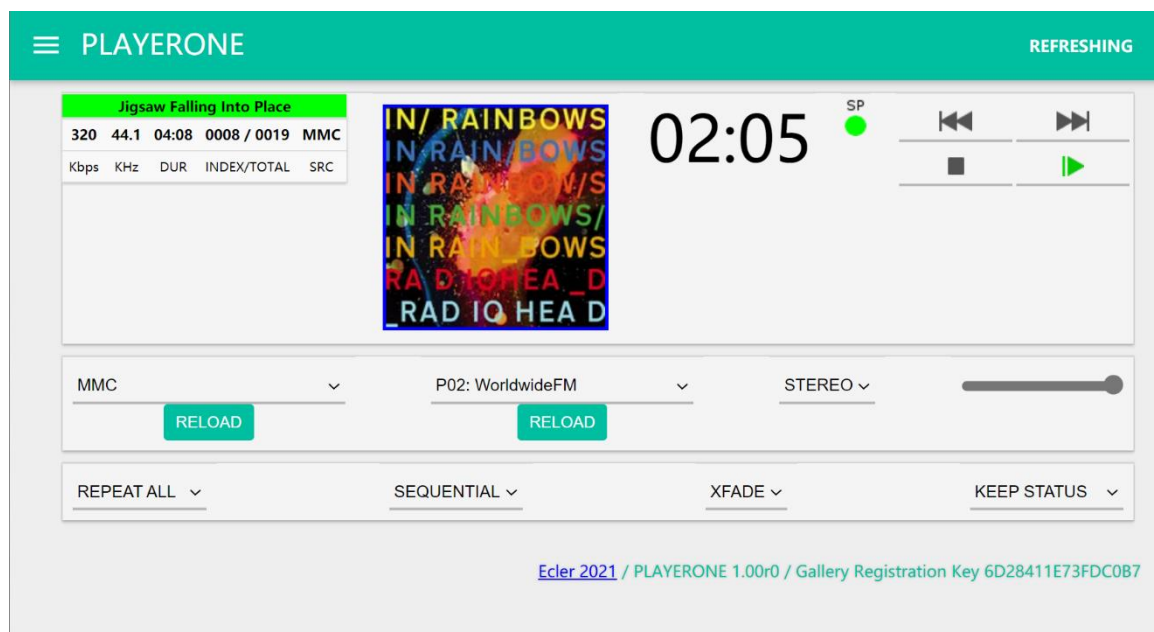 PLAYERONE
REFRESHING
Jigsaw Falling Into Place
320 44.1 04:08 0008 / 0019 MMC
Kbps KHz DUR INDEX/TOTAL SRC
IN/ RAINBOWS
IN RAIN/BOWS
IN RAINBOW/S
IN RAINBOWS/
IN RAIN_BOWS
RA D IOHEA _D
_RAD IO HEA D
02:05
SP
MMC
P02: WorldwideFM
STEREO
RELOAD
RELOAD
REPEAT ALL
SEQUENTIAL
XFADE
KEEP STATUS
Ecler 2021 / PLAYERONE 1.00r0 / Gallery Registration Key 6D28411E73FDC0B7